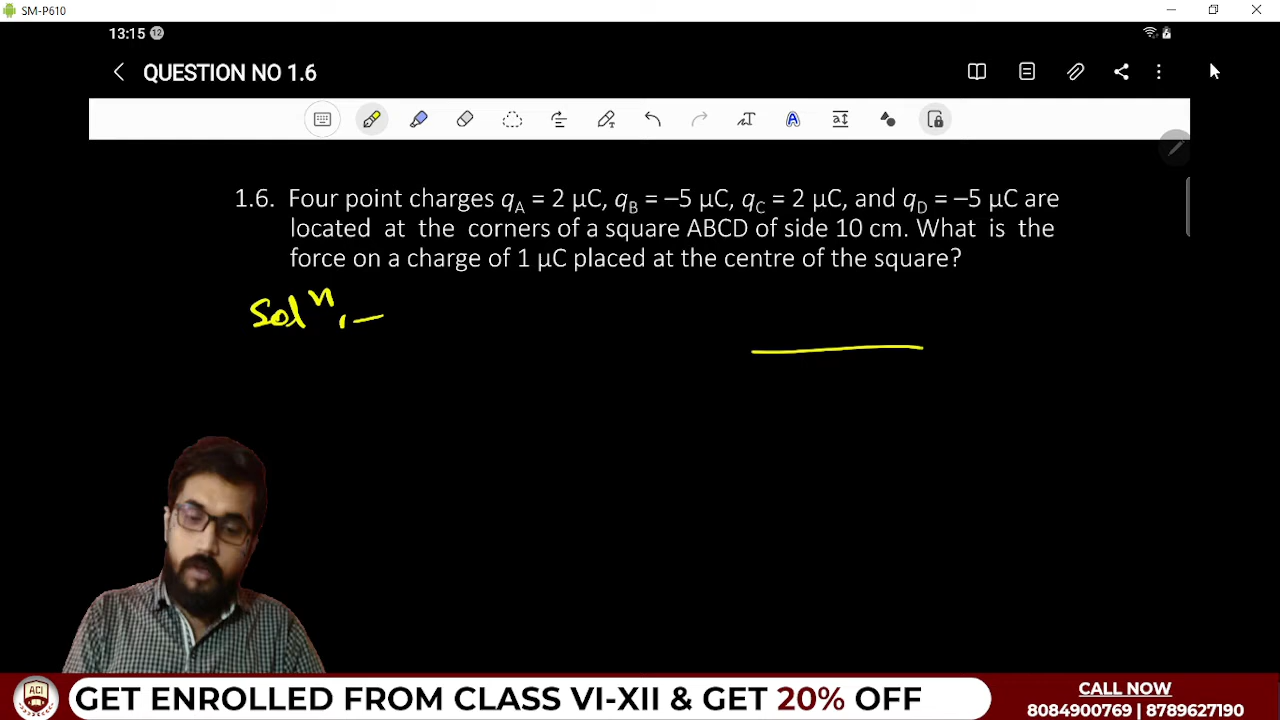 SM-P610
13:15 12
QUESTION NO 1.6
1.6. Four point charges qA = 2 μC, qB = –5 μC, qC = 2 μC, and qD = –5 μC are
located at the corners of a square ABCD of side 10 cm. What is the
force on a charge of 1 μC placed at the centre of the square?
Solⁿ,–
ACI
GET ENROLLED FROM CLASS VI-XII & GET 20% OFF
CALL NOW
8084900769 | 8789627190